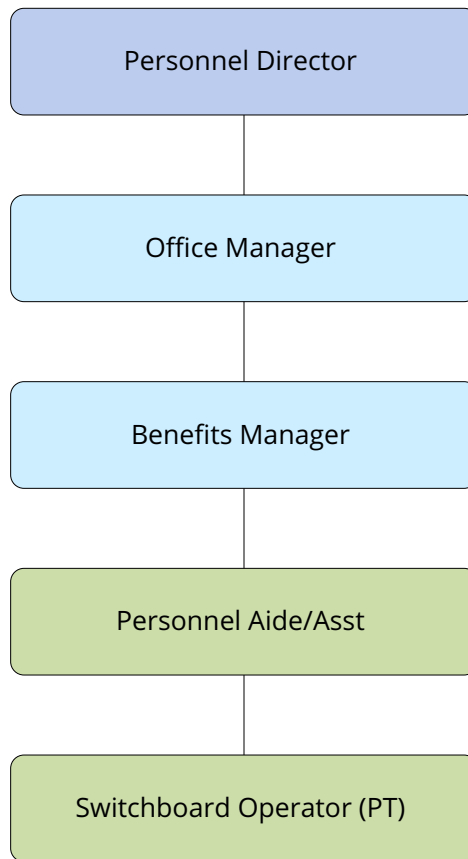 Personnel Director
Office Manager
Benefits Manager
Personnel Aide/Asst
Switchboard Operator (PT)